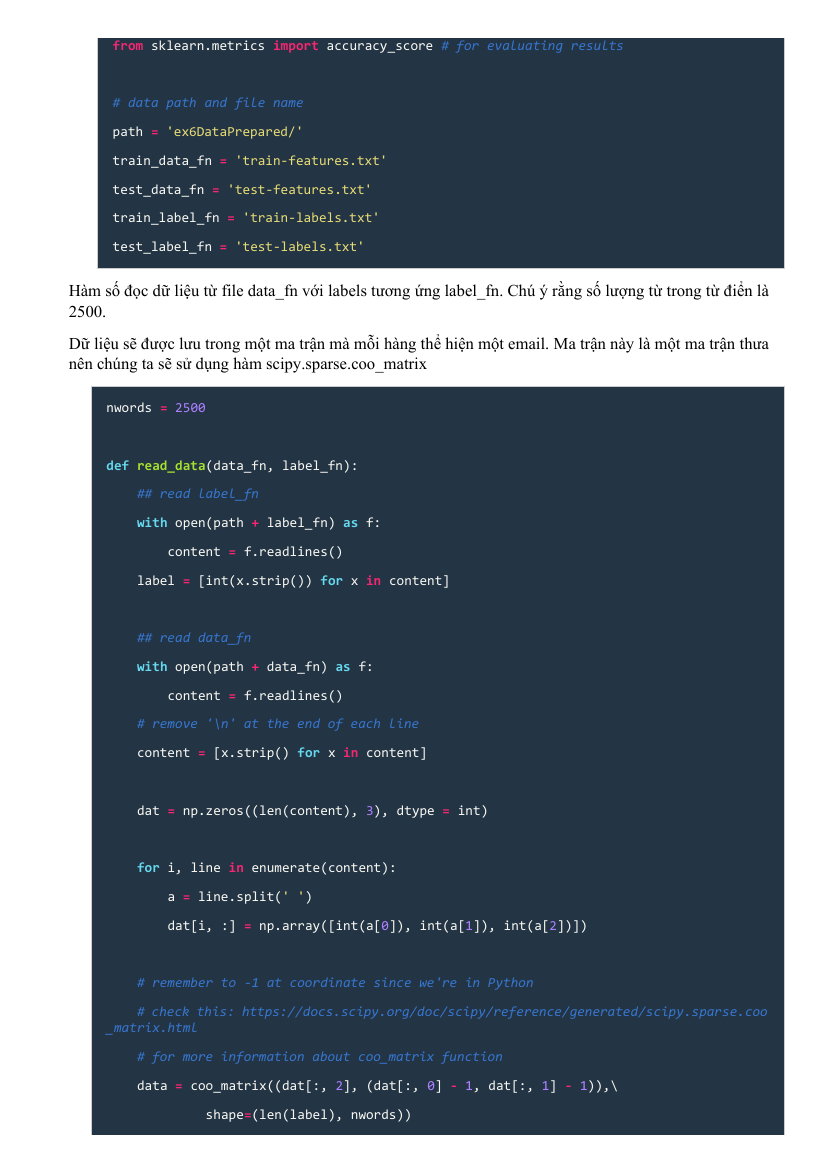 from sklearn.metrics import accuracy_score # for evaluating results
# data path and file name
path = 'ex6DataPrepared/'
train_data_fn = 'train-features.txt'
test_data_fn = 'test-features.txt'
train_label_fn = 'train-labels.txt'
test_label_fn = 'test-labels.txt'
Hàm số đọc dữ liệu từ file data_fn với labels tương ứng label_fn. Chú ý rằng số lượng từ trong từ điển là
2500.
Dữ liệu sẽ được lưu trong một ma trận mà mỗi hàng thể hiện một email. Ma trận này là một ma trận thưa
nên chúng ta sẽ sử dụng hàm scipy.sparse.coo_matrix
nwords = 2500
def read_data(data_fn, label_fn):
    ## read label_fn
    with open(path + label_fn) as f:
        content = f.readlines()
    label = [int(x.strip()) for x in content]
    ## read data_fn
    with open(path + data_fn) as f:
        content = f.readlines()
    # remove '\n' at the end of each line
    content = [x.strip() for x in content]
    dat = np.zeros((len(content), 3), dtype = int)
    for i, line in enumerate(content):
        a = line.split(' ')
        dat[i, :] = np.array([int(a[0]), int(a[1]), int(a[2])])
    # remember to -1 at coordinate since we're in Python
    # check this: https://docs.scipy.org/doc/scipy/reference/generated/scipy.sparse.coo
_matrix.html
    # for more information about coo_matrix function
    data = coo_matrix((dat[:, 2], (dat[:, 0] - 1, dat[:, 1] - 1)),\
             shape=(len(label), nwords))